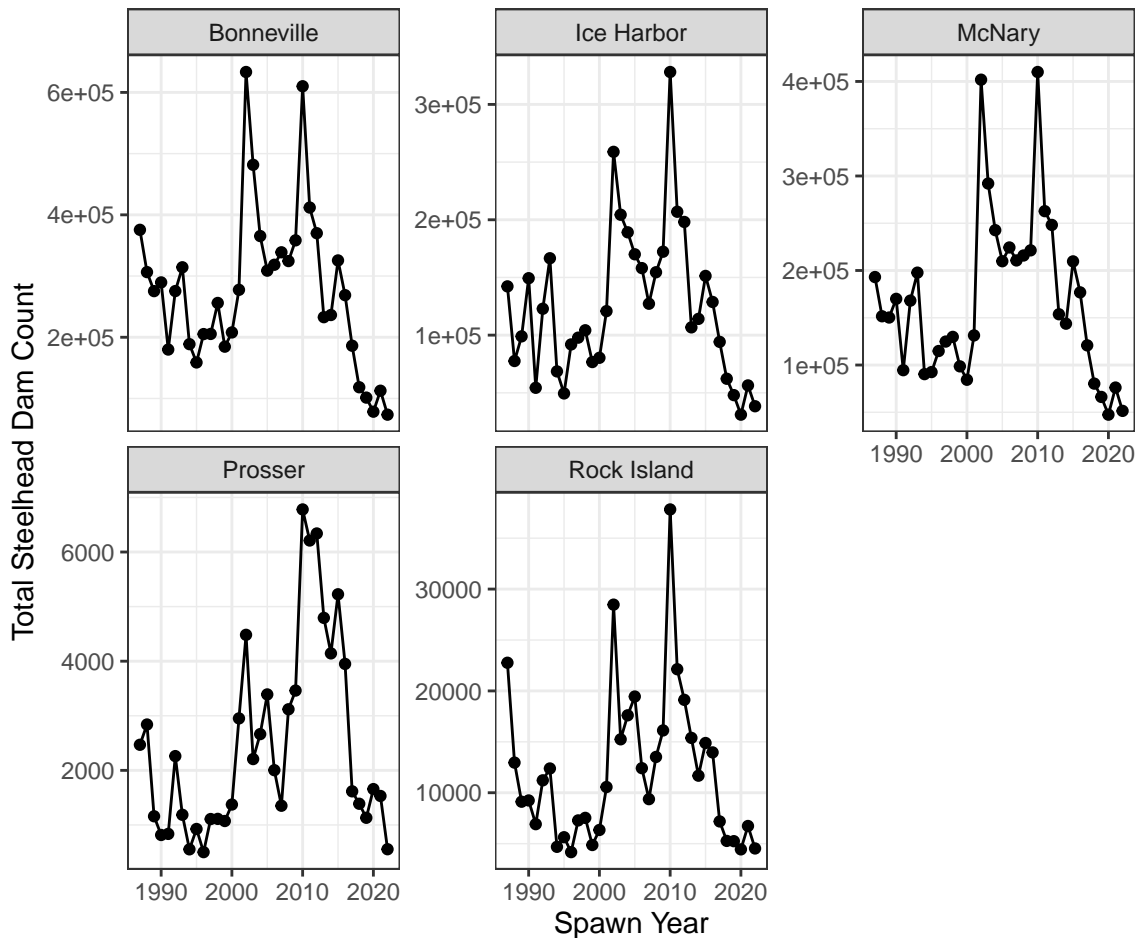 Bonneville
Ice Harbor
McNary
6e+05
4e+05
2e+05
3e+05
2e+05
1e+05
4e+05
3e+05
2e+05
1e+05
1990 2000 2010 2020
Prosser
Rock Island
6000
4000
2000
30000
20000
10000
1990 2000 2010 2020
1990 2000 2010 2020
Total Steelhead Dam Count
Spawn Year